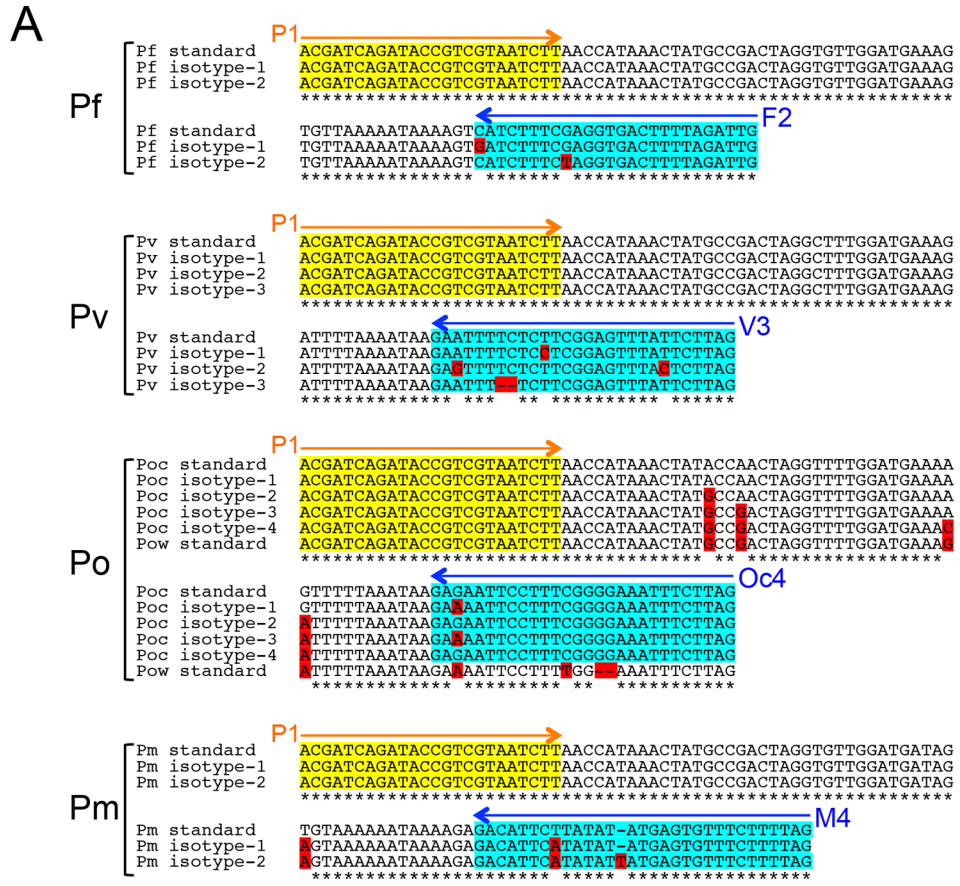 A
P1
Pf standard ACGATCAGATACCGTCGTAATCTTAACCATAAACTATGCCGACTAGGTGTTGGATGAAAG
Pf isotype-1 ACGATCAGATACCGTCGTAATCTTAACCATAAACTATGCCGACTAGGTGTTGGATGAAAG
Pf isotype-2 ACGATCAGATACCGTCGTAATCTTAACCATAAACTATGCCGACTAGGTGTTGGATGAAAG
************************************************************
Pf
F2
Pf standard TGTTAAAAATAAAAGTCATCTTTCGAGGTGACTTTTAGATTG
Pf isotype-1 TGTTAAAAATAAAAGTGATCTTTCGAGGTGACTTTTAGATTG
Pf isotype-2 TGTTAAAAATAAAAGTCATCTTTCTAGGTGACTTTTAGATTG
**************** ******* *****************
P1
Pv standard ACGATCAGATACCGTCGTAATCTTAACCATAAACTATGCCGACTAGGCTTTGGATGAAAG
Pv isotype-1 ACGATCAGATACCGTCGTAATCTTAACCATAAACTATGCCGACTAGGCTTTGGATGAAAG
Pv isotype-2 ACGATCAGATACCGTCGTAATCTTAACCATAAACTATGCCGACTAGGCTTTGGATGAAAG
Pv isotype-3 ACGATCAGATACCGTCGTAATCTTAACCATAAACTATGCCGACTAGGCTTTGGATGAAAG
************************************************************
Pv
V3
Pv standard ATTTTAAAATAAGAATTTTCTCTTCGGAGTTTATTCTTAG
Pv isotype-1 ATTTTAAAATAAGAATTTTCTCCTCGGAGTTTATTCTTAG
Pv isotype-2 ATTTTAAAATAAGAGTTTTCTCTTCGGAGTTTACTCTTAG
Pv isotype-3 ATTTTAAAATAAGAATTT--TCTTCGGAGTTTATTCTTAG
************** ***  ** ********** ******
P1
Poc standard ACGATCAGATACCGTCGTAATCTTAACCATAAACTATACCAACTAGGTTTTGGATGAAAA
Poc isotype-1 ACGATCAGATACCGTCGTAATCTTAACCATAAACTATACCAACTAGGTTTTGGATGAAAA
Poc isotype-2 ACGATCAGATACCGTCGTAATCTTAACCATAAACTATGCCAACTAGGTTTTGGATGAAAA
Poc isotype-3 ACGATCAGATACCGTCGTAATCTTAACCATAAACTATGCCGACTAGGTTTTGGATGAAAA
Poc isotype-4 ACGATCAGATACCGTCGTAATCTTAACCATAAACTATGCCGACTAGGTTTTGGATGAAAC
Pow standard ACGATCAGATACCGTCGTAATCTTAACCATAAACTATGCCGACTAGGTTTTGGATGAAAG
************************************* ** ******************
Po
Oc4
Poc standard GTTTTTAAATAAGAGAATTCCTTTCGGGGAAATTTCTTAG
Poc isotype-1 GTTTTTAAATAAGAAAATTCCTTTCGGGGAAATTTCTTAG
Poc isotype-2 ATTTTTAAATAAGAGAATTCCTTTCGGGGAAATTTCTTAG
Poc isotype-3 ATTTTTAAATAAGAAAATTCCTTTCGGGGAAATTTCTTAG
Poc isotype-4 ATTTTTAAATAAGAGAATTCCTTTCGGGGAAATTTCTTAG
Pow standard ATTTTTAAATAAGAAAATTCCTTTTGG--AAATTTCTTAG
************* ********* **  ***********
P1
Pm standard ACGATCAGATACCGTCGTAATCTTAACCATAAACTATGCCGACTAGGTGTTGGATGATAG
Pm isotype-1 ACGATCAGATACCGTCGTAATCTTAACCATAAACTATGCCGACTAGGTGTTGGATGATAG
Pm isotype-2 ACGATCAGATACCGTCGTAATCTTAACCATAAACTATGCCGACTAGGTGTTGGATGATAG
************************************************************
Pm
M4
Pm standard TGTAAAAAATAAAAGAGACATTCTTATAT-ATGAGTGTTTCTTTTAG
Pm isotype-1 AGTAAAAAATAAAAGAGACATTCATATAT-ATGAGTGTTTCTTTTAG
Pm isotype-2 AGTAAAAAATAAAAGAGACATTCATATATTATGAGTGTTTCTTTTAG
********************** ***** *****************